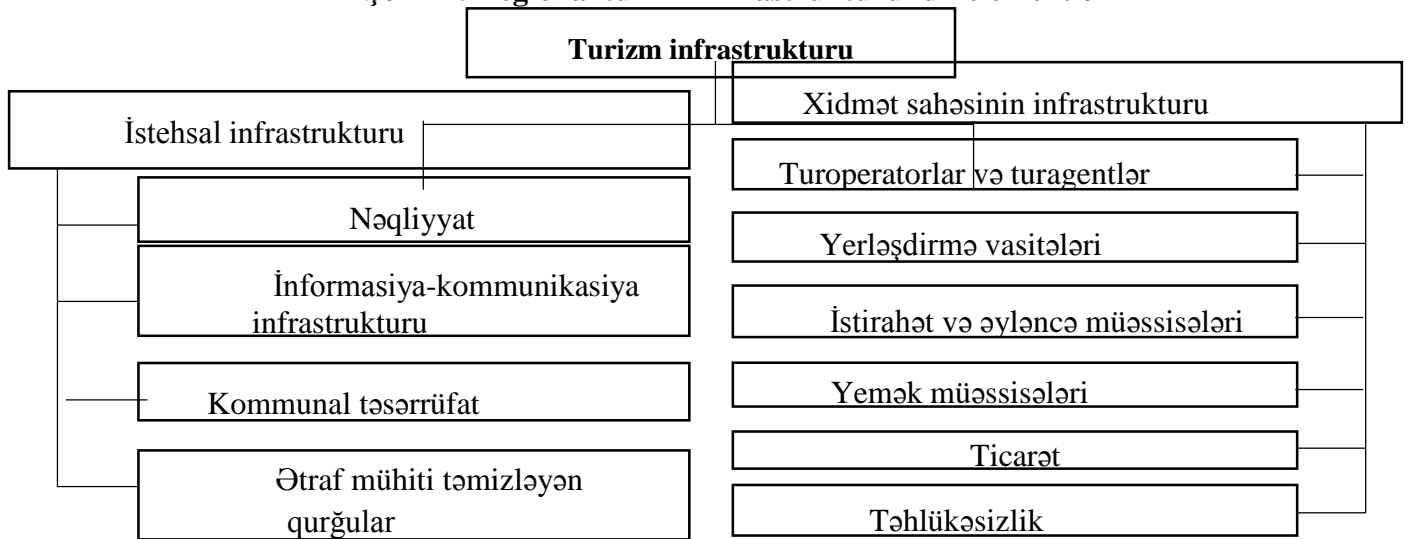 Turizm infrastrukturu
İstehsal infrastrukturu
Xidmət sahəsinin infrastrukturu
Nəqliyyat
İnformasiya-kommunikasiya
infrastrukturu
Kommunal təsərrüfat
Ətraf mühiti təmizləyən
qurğular
Turoperatorlar və turagentlər
Yerləşdirmə vasitələri
İstirahət və əyləncə müəssisələri
Yemək müəssisələri
Ticarət
Təhlükəsizlik